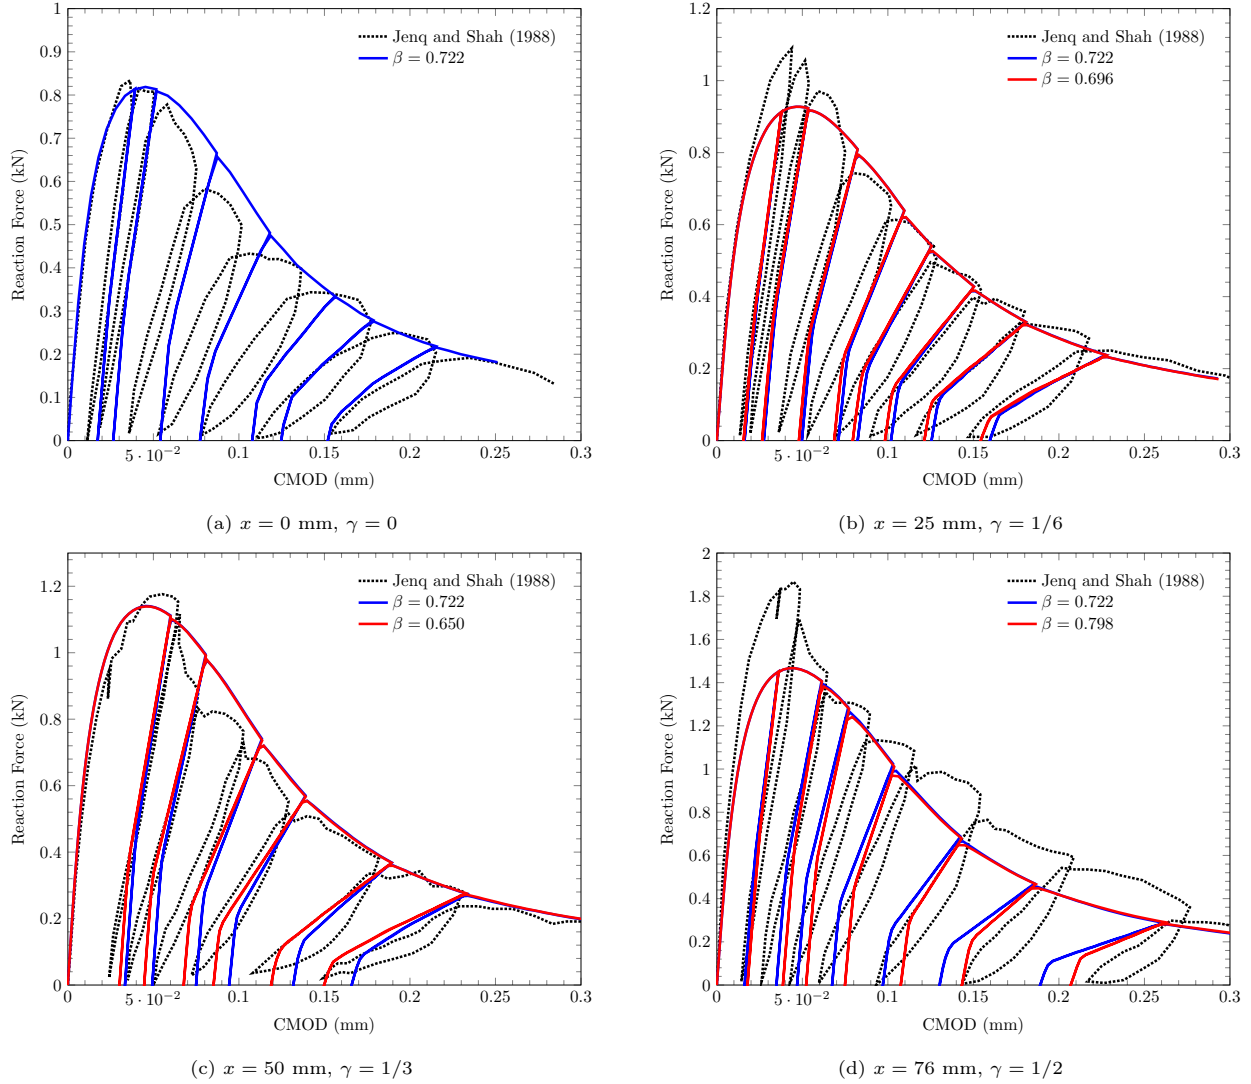 1
0.9
0.8
0.7
0.6
0.5
0.4
0.3
0.2
0.1
0
Reaction Force (kN)
Jenq and Shah (1988)
β = 0.722
0 5 · 10⁻² 0.1 0.15 0.2 0.25 0.3
CMOD (mm)
(a) x = 0 mm, γ = 0
1.2
1
0.8
0.6
0.4
0.2
0
Reaction Force (kN)
Jenq and Shah (1988)
β = 0.722
β = 0.696
0 5 · 10⁻² 0.1 0.15 0.2 0.25 0.3
CMOD (mm)
(b) x = 25 mm, γ = 1/6
1.2
1
0.8
0.6
0.4
0.2
0
Reaction Force (kN)
Jenq and Shah (1988)
β = 0.722
β = 0.650
0 5 · 10⁻² 0.1 0.15 0.2 0.25 0.3
CMOD (mm)
(c) x = 50 mm, γ = 1/3
2
1.8
1.6
1.4
1.2
1
0.8
0.6
0.4
0.2
0
Reaction Force (kN)
Jenq and Shah (1988)
β = 0.722
β = 0.798
0 5 · 10⁻² 0.1 0.15 0.2 0.25 0.3
CMOD (mm)
(d) x = 76 mm, γ = 1/2